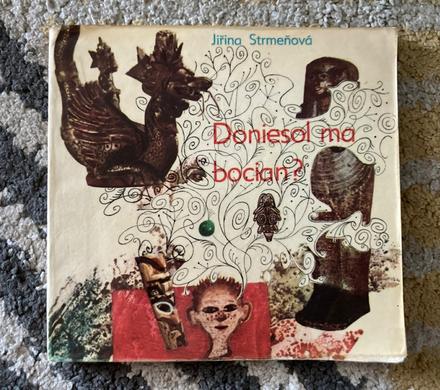 Jiřina Strmeňová
Doniesol ma
bocian?